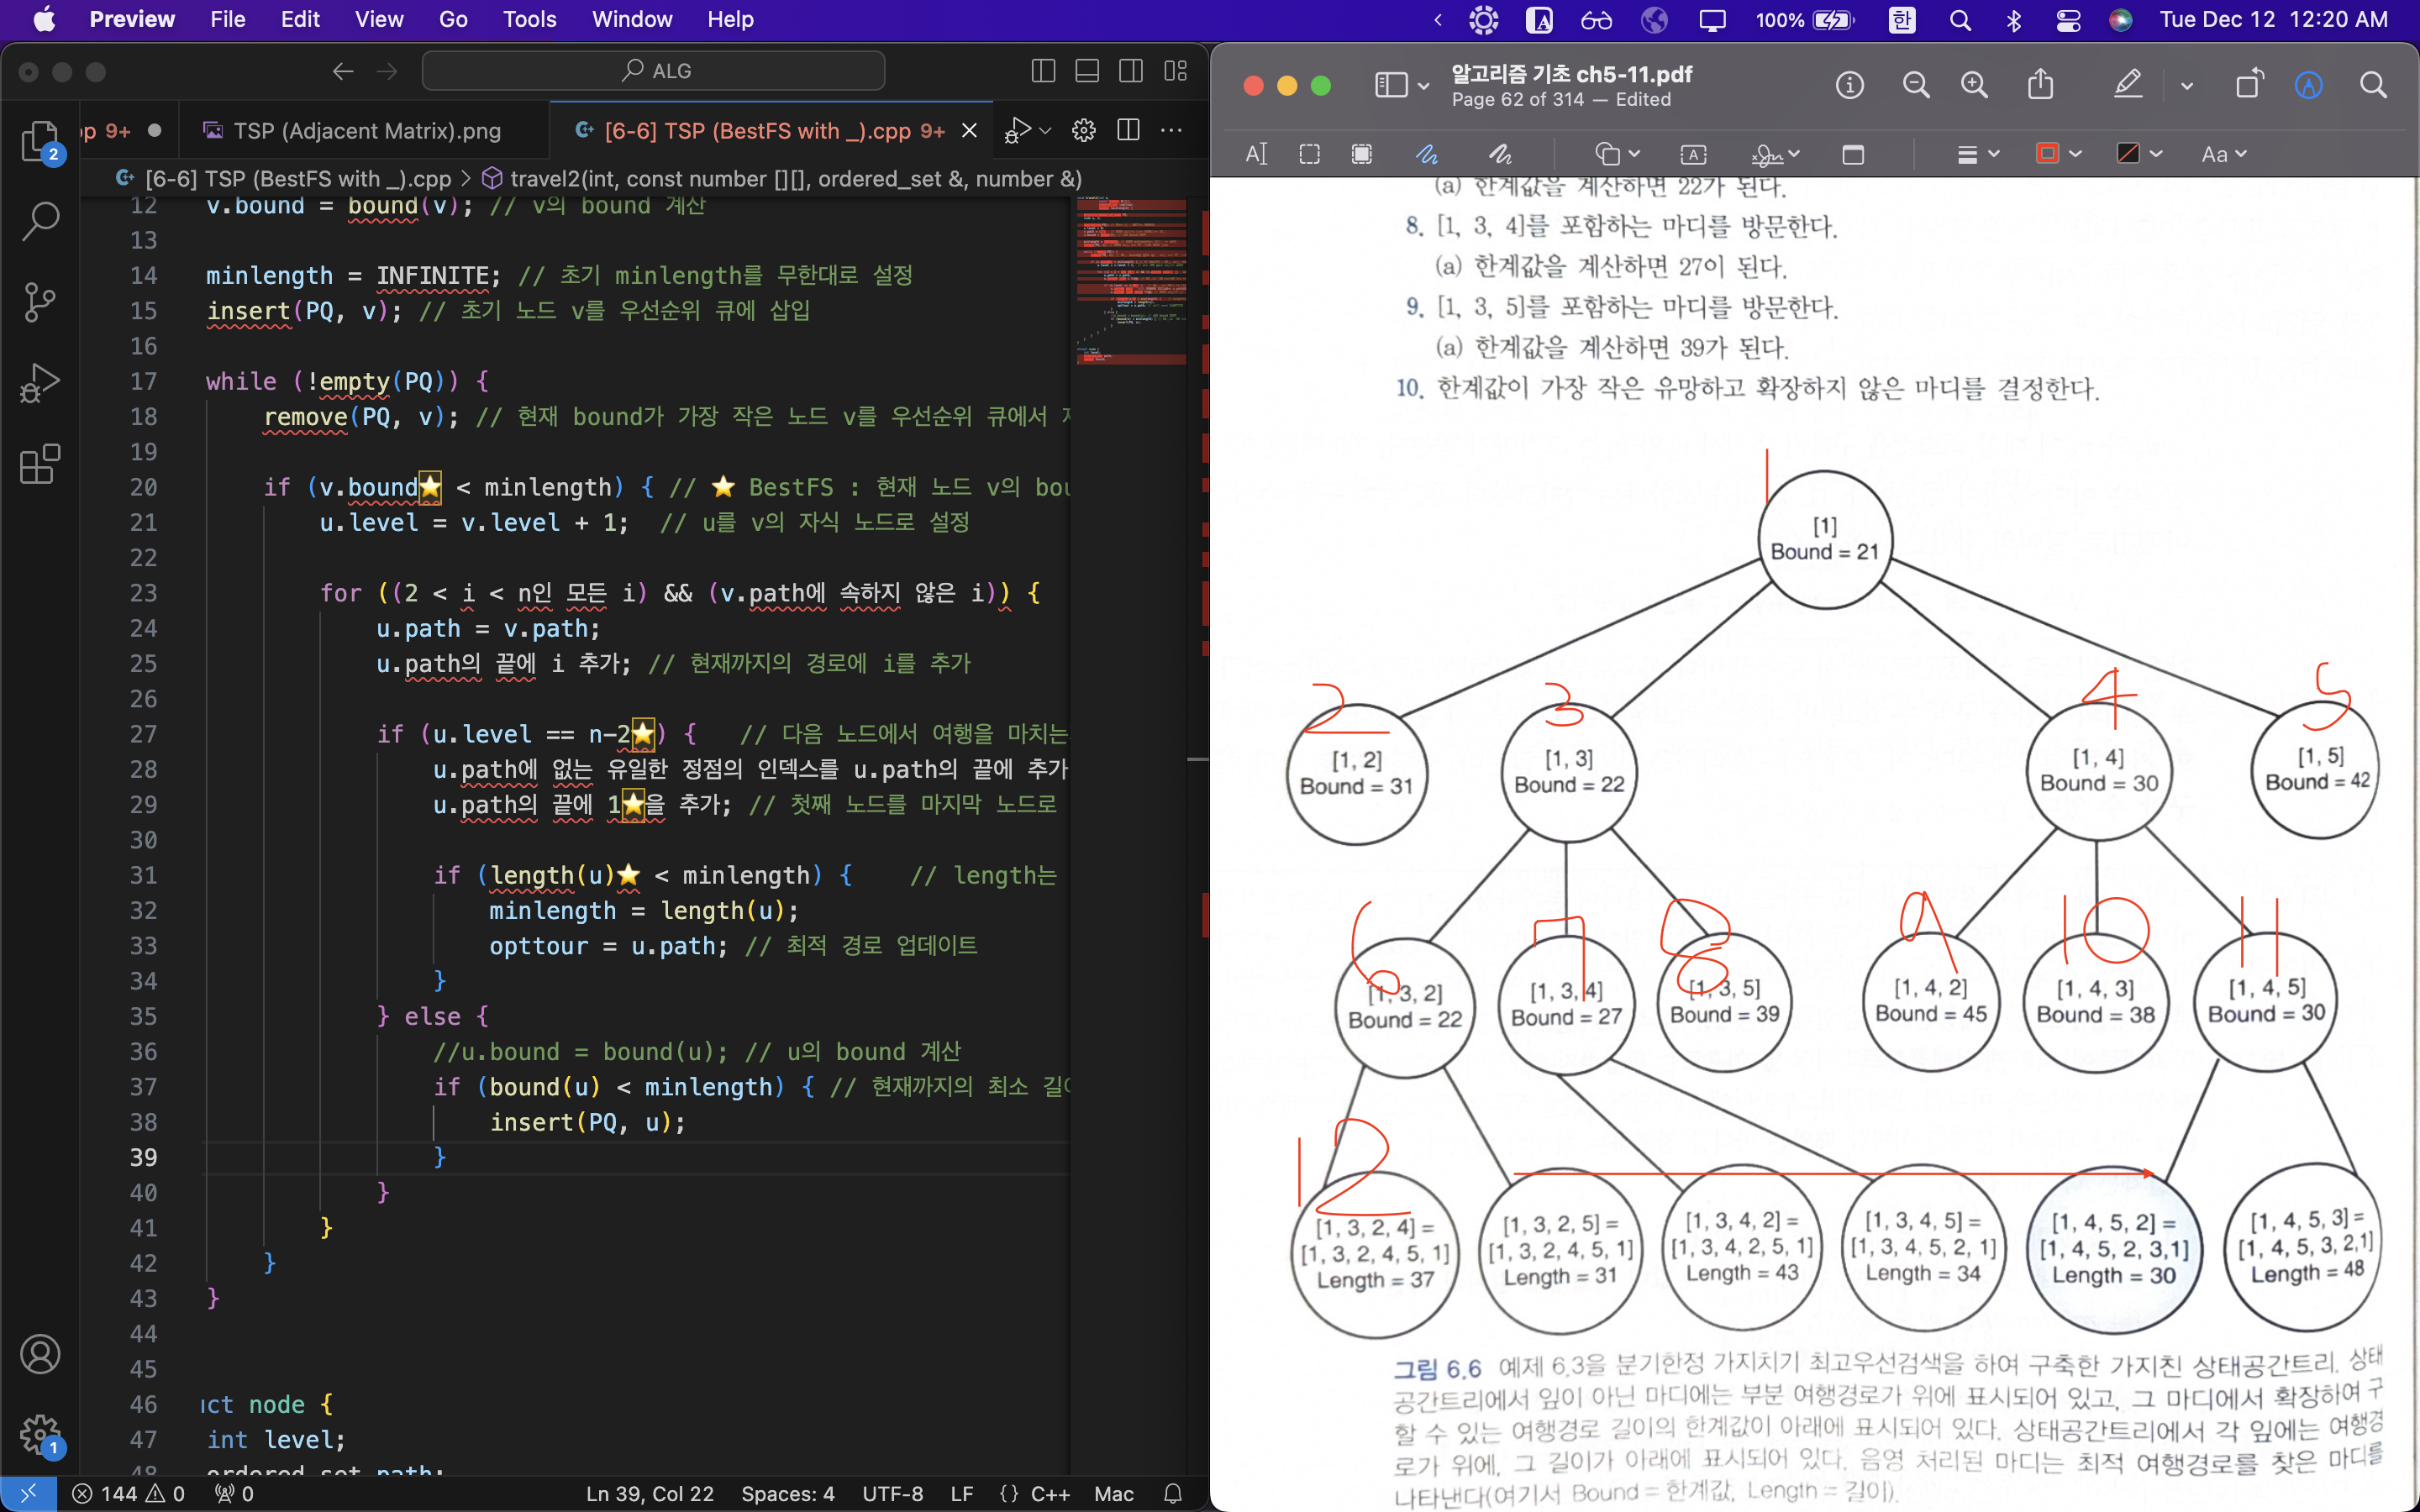 Preview File Edit View Go Tools Window Help
100% 한 Tue Dec 12 12:20 AM
ALG
알고리즘 기초 ch5-11.pdf
Page 62 of 314 — Edited
9+ TSP (Adjacent Matrix).png [6-6] TSP (BestFS with _).cpp 9+
2
[6-6] TSP (BestFS with _).cpp > travel2(int, const number [][], ordered_set &, number &)
12 v.bound = bound(v); // v의 bound 계산
13
14 minlength = INFINITE; // 초기 minlength를 무한대로 설정
15 insert(PQ, v); // 초기 노드 v를 우선순위 큐에 삽입
16
17 while (!empty(PQ)) {
18 remove(PQ, v); // 현재 bound가 가장 작은 노드 v를 우선순위 큐에서
19
20 if (v.bound⭐ < minlength) { // ⭐ BestFS : 현재 노드 v의 bou
21 u.level = v.level + 1; // u를 v의 자식 노드로 설정
22
23 for ((2 < i < n인 모든 i) && (v.path에 속하지 않은 i)) {
24 u.path = v.path;
25 u.path의 끝에 i 추가; // 현재까지의 경로에 i를 추가
26
27 if (u.level == n-2⭐) { // 다음 노드에서 여행을 마치는
28 u.path에 없는 유일한 정점의 인덱스를 u.path의 끝에 추가
29 u.path의 끝에 1⭐을 추가; // 첫째 노드를 마지막 노드로
30
31 if (length(u)⭐ < minlength) { // length는
32 minlength = length(u);
33 opttour = u.path; // 최적 경로 업데이트
34 }
35 } else {
36 //u.bound = bound(u); // u의 bound 계산
37 if (bound(u) < minlength) { // 현재까지의 최소
38 insert(PQ, u);
39 }
40 }
41 }
42 }
43 }
44
45
46 ict node {
47 int level;
48 ordered_set path;
1
144 0 0 Ln 39, Col 22 Spaces: 4 UTF-8 LF {} C++ Mac
(a) 한계값을 계산하면 22가 된다.
8. [1, 3, 4]를 포함하는 마디를 방문한다.
(a) 한계값을 계산하면 27이 된다.
9. [1, 3, 5]를 포함하는 마디를 방문한다.
(a) 한계값을 계산하면 39가 된다.
10. 한계값이 가장 작은 유망하고 확장하지 않은 마디를 결정한다.
1
[1]
Bound = 21
2 3 4 5
[1, 2] [1, 3] [1, 4] [1, 5]
Bound = 31 Bound = 22 Bound = 30 Bound = 42
6 7 8 9 10 11
[1, 3, 2] [1, 3, 4] [1, 3, 5] [1, 4, 2] [1, 4, 3] [1, 4, 5]
Bound = 22 Bound = 27 Bound = 39 Bound = 45 Bound = 38 Bound = 30
12
[1, 3, 2, 4] = [1, 3, 2, 5] = [1, 3, 4, 2] = [1, 3, 4, 5] = [1, 4, 5, 2] = [1, 4, 5, 3] =
[1, 3, 2, 4, 5, 1] [1, 3, 2, 4, 5, 1] [1, 3, 4, 2, 5, 1] [1, 3, 4, 5, 2, 1] [1, 4, 5, 2, 3,1] [1, 4, 5, 3, 2,1]
Length = 37 Length = 31 Length = 43 Length = 34 Length = 30 Length = 48
그림 6.6 예제 6.3을 분기한정 가지치기 최고우선검색을 하여 구축한 가지친 상태공간트리. 상태
공간트리에서 잎이 아닌 마디에는 부분 여행경로가 위에 표시되어 있고, 그 마디에서 확장하여 구
할 수 있는 여행경로 길이의 한계값이 아래에 표시되어 있다. 상태공간트리에서 각 잎에는 여행경
로가 위에, 그 길이가 아래에 표시되어 있다. 음영 처리된 마디는 최적 여행경로를 찾은 마디를
나타낸다(여기서 Bound = 한계값, Length = 길이).